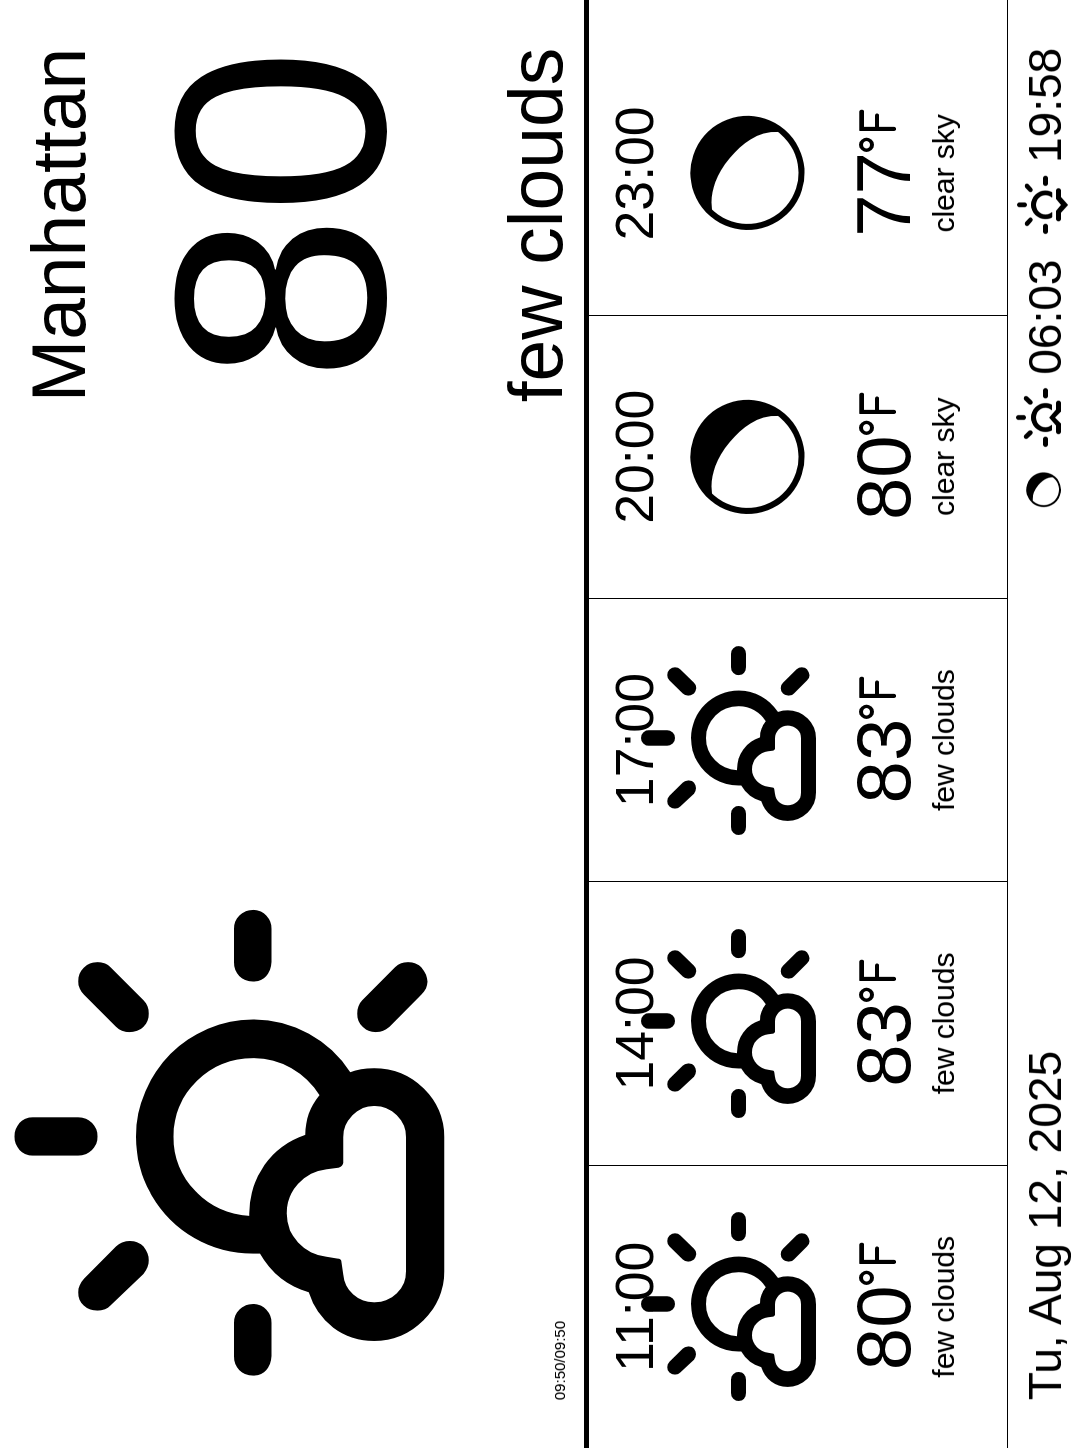 Manhattan
80
few clouds
09:50/09:50
11:00 14:00 17:00 20:00 23:00
80°F 83°F 83°F 80°F 77°F
few clouds few clouds few clouds clear sky clear sky
Tu, Aug 12, 2025 06:03 19:58